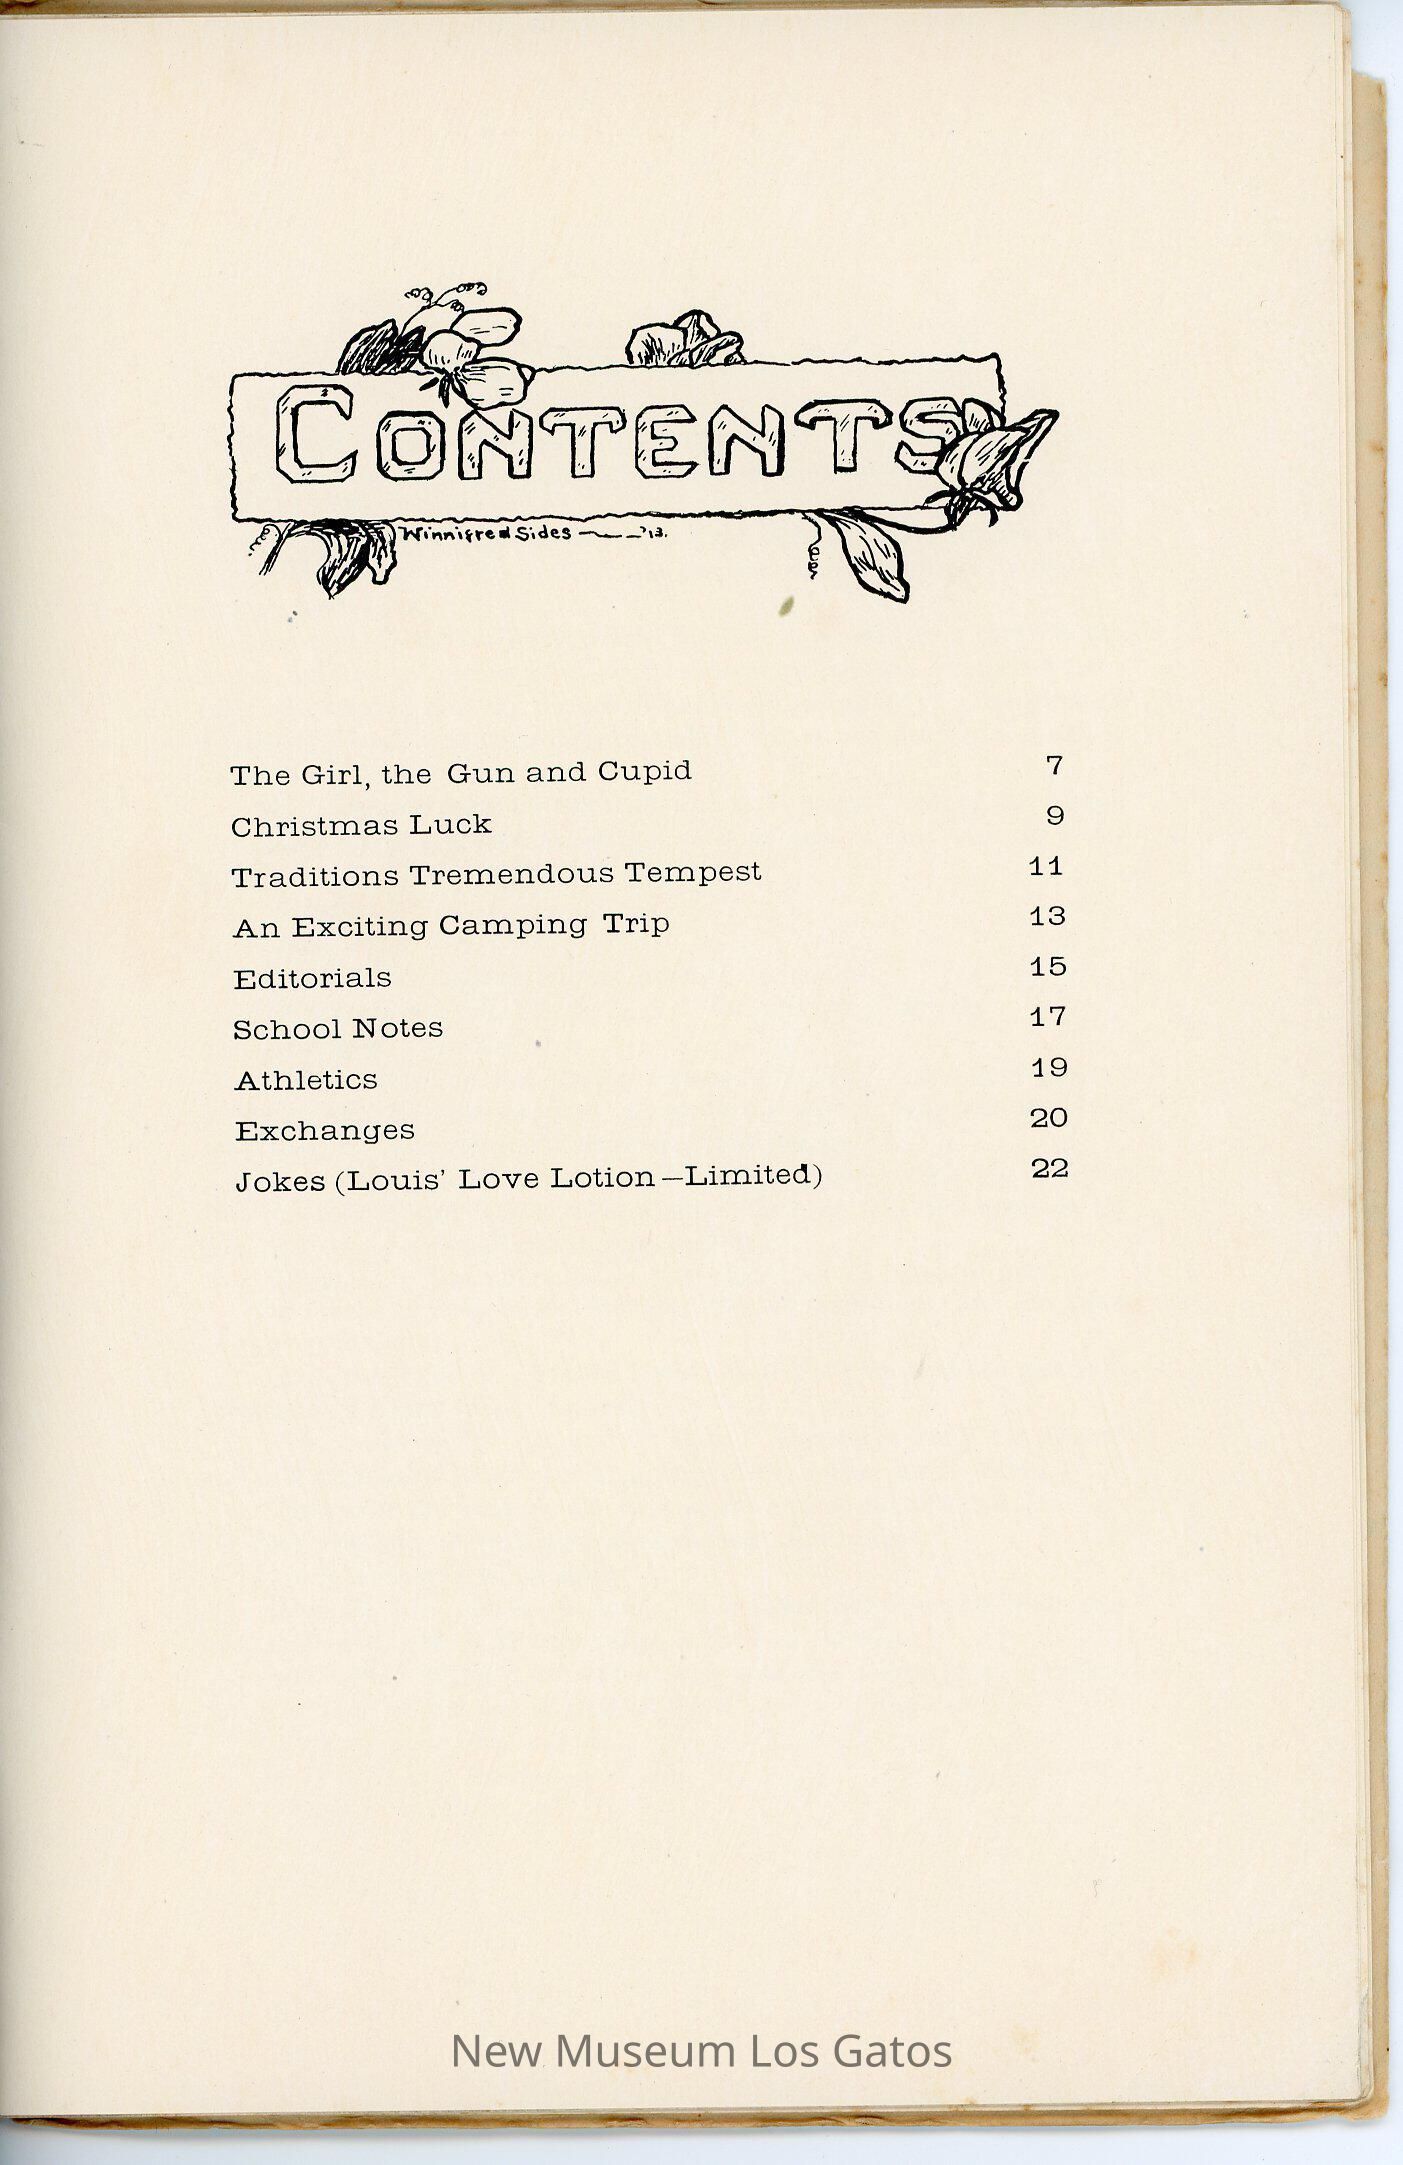 CONTENTS
Winnifred Sides — '13.
The Girl, the Gun and Cupid 7
Christmas Luck 9
Traditions Tremendous Tempest 11
An Exciting Camping Trip 13
Editorials 15
School Notes 17
Athletics 19
Exchanges 20
Jokes (Louis' Love Lotion—Limited) 22
New Museum Los Gatos